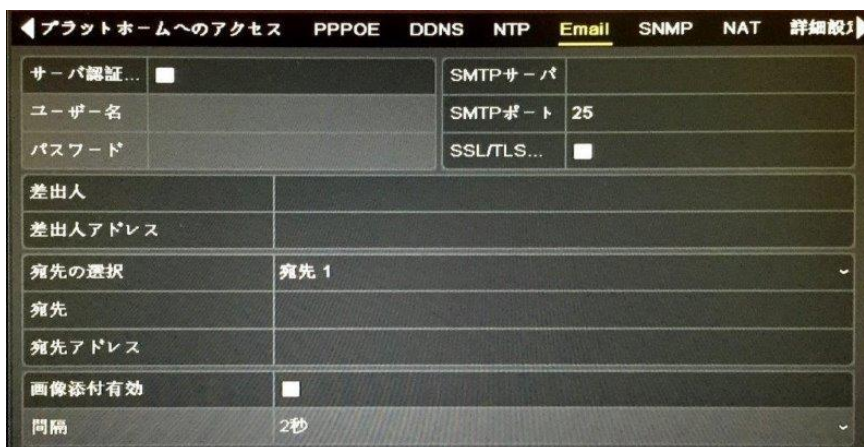 プラットホームへのアクセス PPPOE DDNS NTP Email SNMP NAT 詳細設定
サーバ認証...
SMTPサーバ
ユーザー名
SMTPポート 25
パスワード
SSL/TLS...
差出人
差出人アドレス
宛先の選択 宛先 1
宛先
宛先アドレス
画像添付有効
間隔 2秒